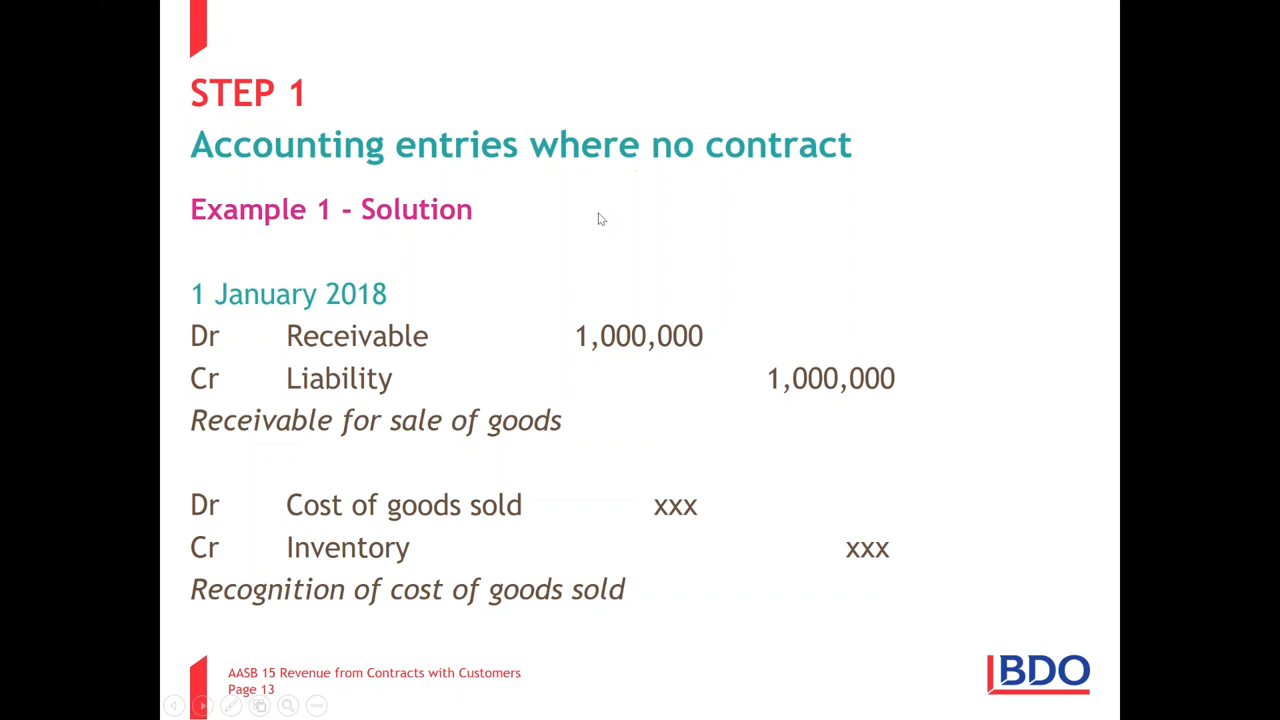 STEP 1
Accounting entries where no contract
Example 1 - Solution
1 January 2018
Dr Receivable 1,000,000
Cr Liability 1,000,000
Receivable for sale of goods
Dr Cost of goods sold xxx
Cr Inventory xxx
Recognition of cost of goods sold
AASB 15 Revenue from Contracts with Customers
Page 13
BDO